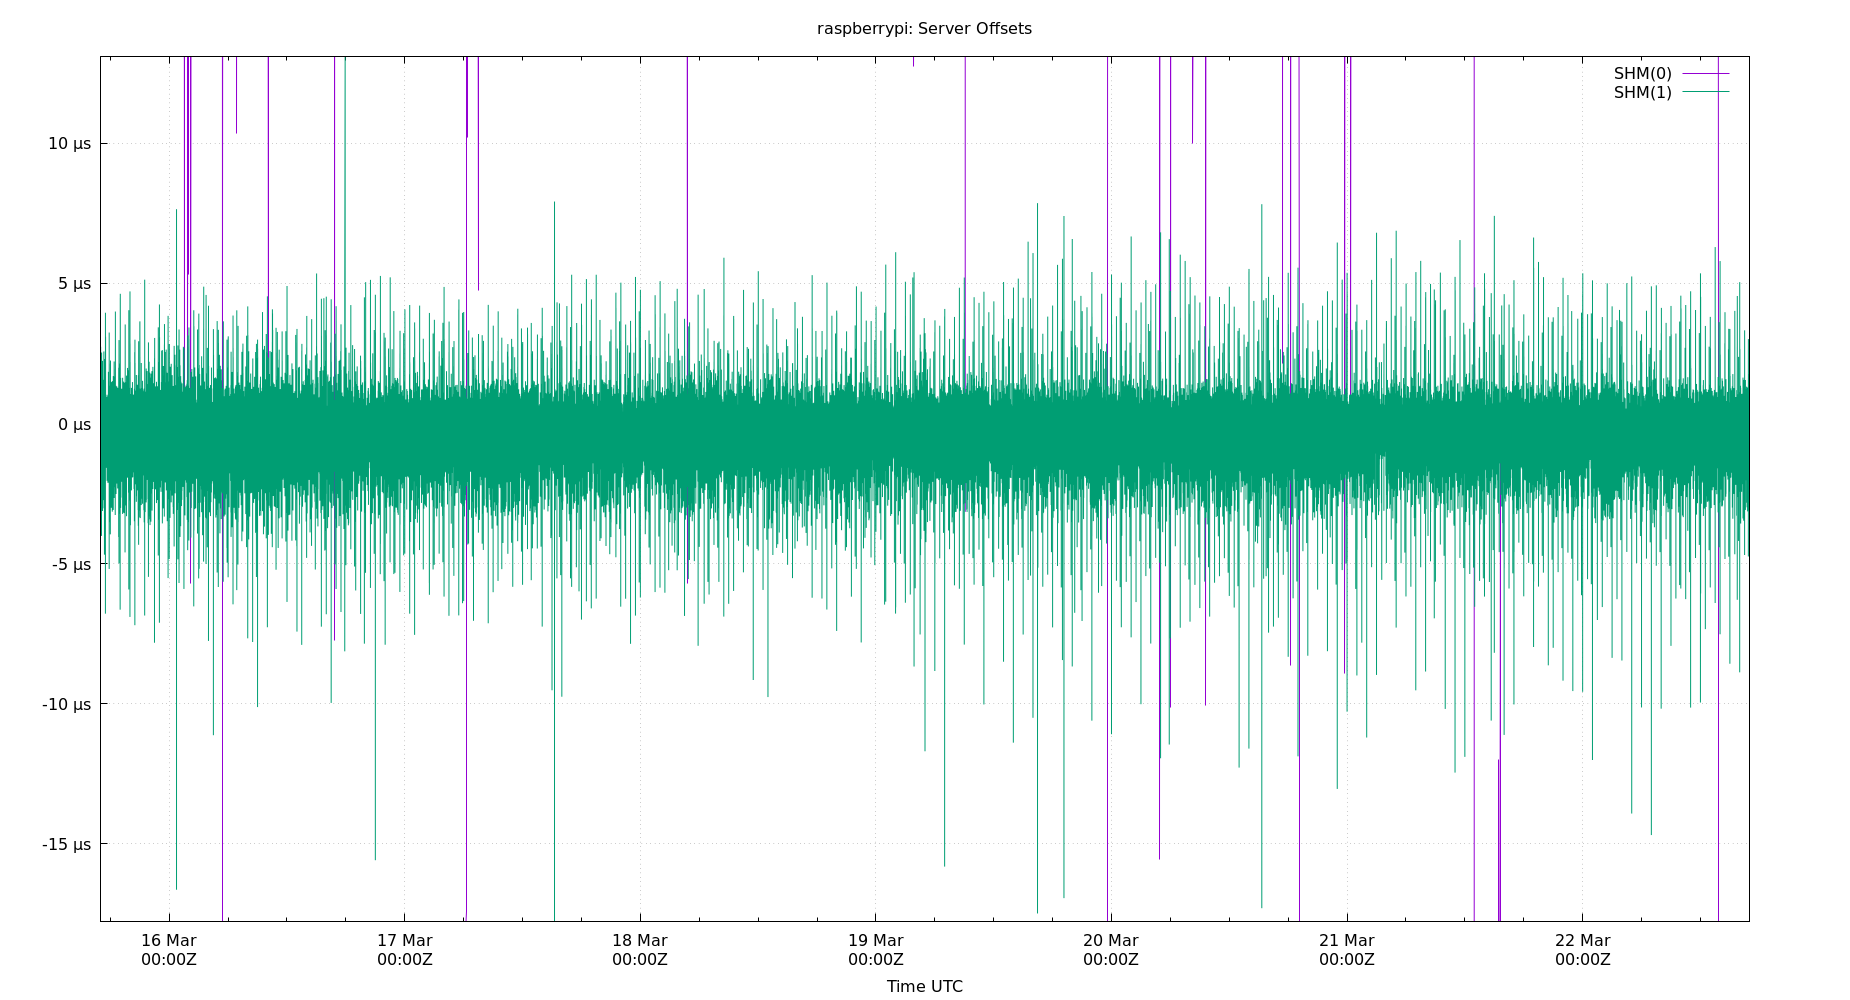 raspberrypi: Server Offsets
SHM(0)
SHM(1)
10 µs
5 µs
0 µs
-5 µs
-10 µs
-15 µs
16 Mar 17 Mar 18 Mar 19 Mar 20 Mar 21 Mar 22 Mar
00:00Z 00:00Z 00:00Z 00:00Z 00:00Z 00:00Z 00:00Z
Time UTC